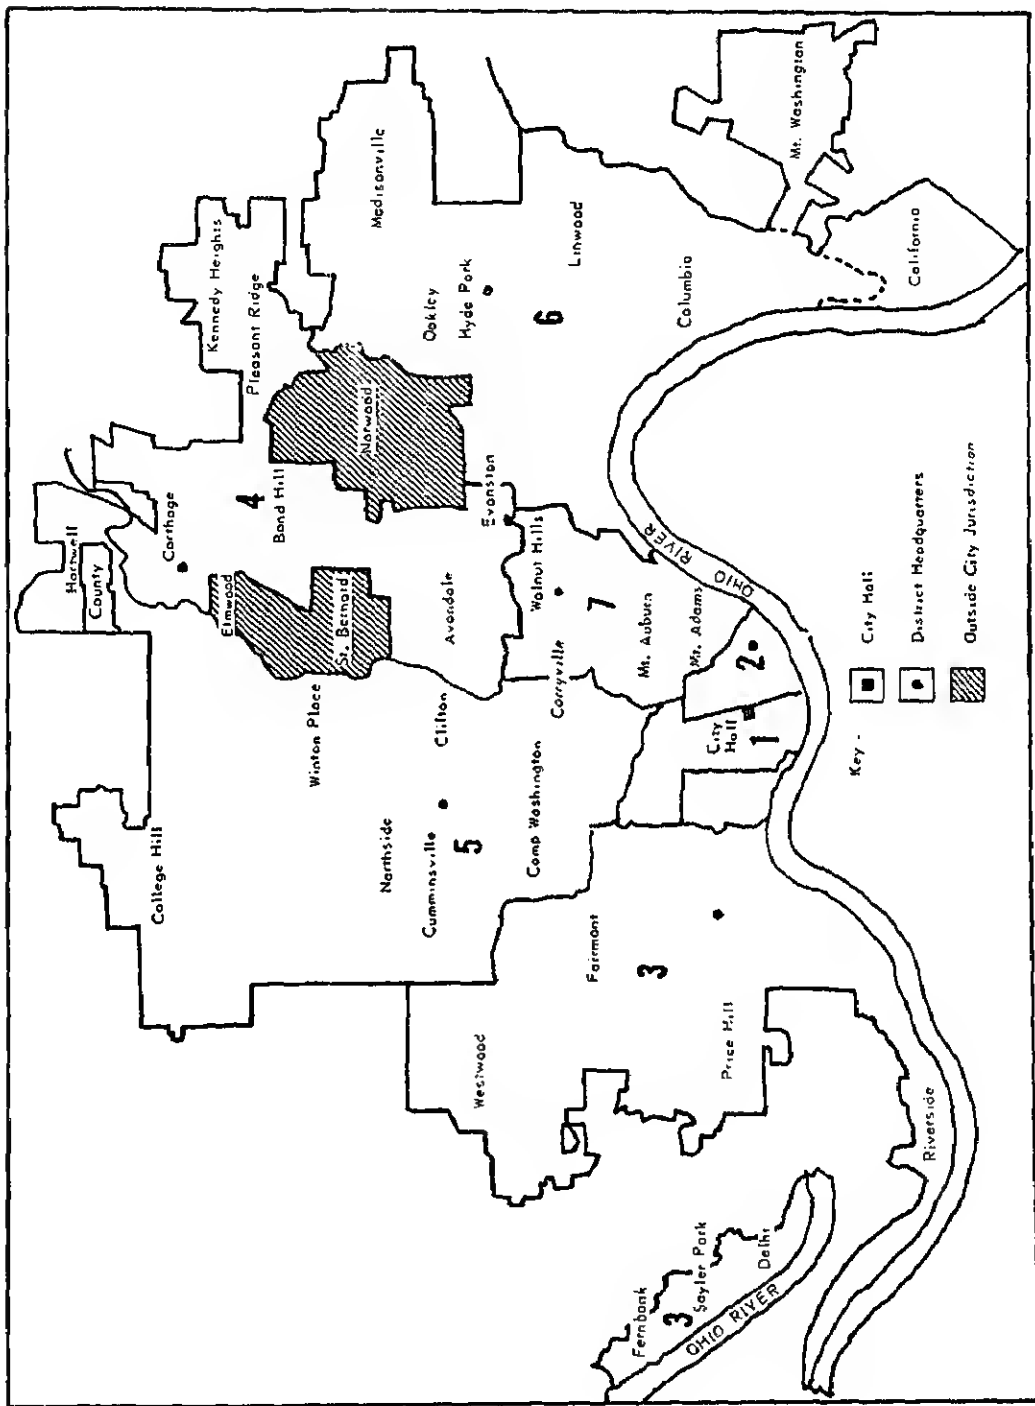 Hartwell
County
Carthage
Elmwood
St. Bernard
4
Bond Hill
Kennedy Heights
Pleasant Ridge
Norwood
Madisonville
Oakley
Hyde Park
6
Linwood
Columbia
Mt. Washington
California
College Hill
Winton Place
Northside
Cumminsville
5
Clifton
Avondale
Evanston
Walnut Hills
Corryville
7
Mt. Auburn
Mt. Adams
Camp Washington
City
Hall
1
2
OHIO RIVER
Westwood
Fairmont
3
Price Hill
Riverside
Fernbank
3
Sayler Park
Delhi
OHIO RIVER
Key -
City Hall
District Headquarters
Outside City Jurisdiction